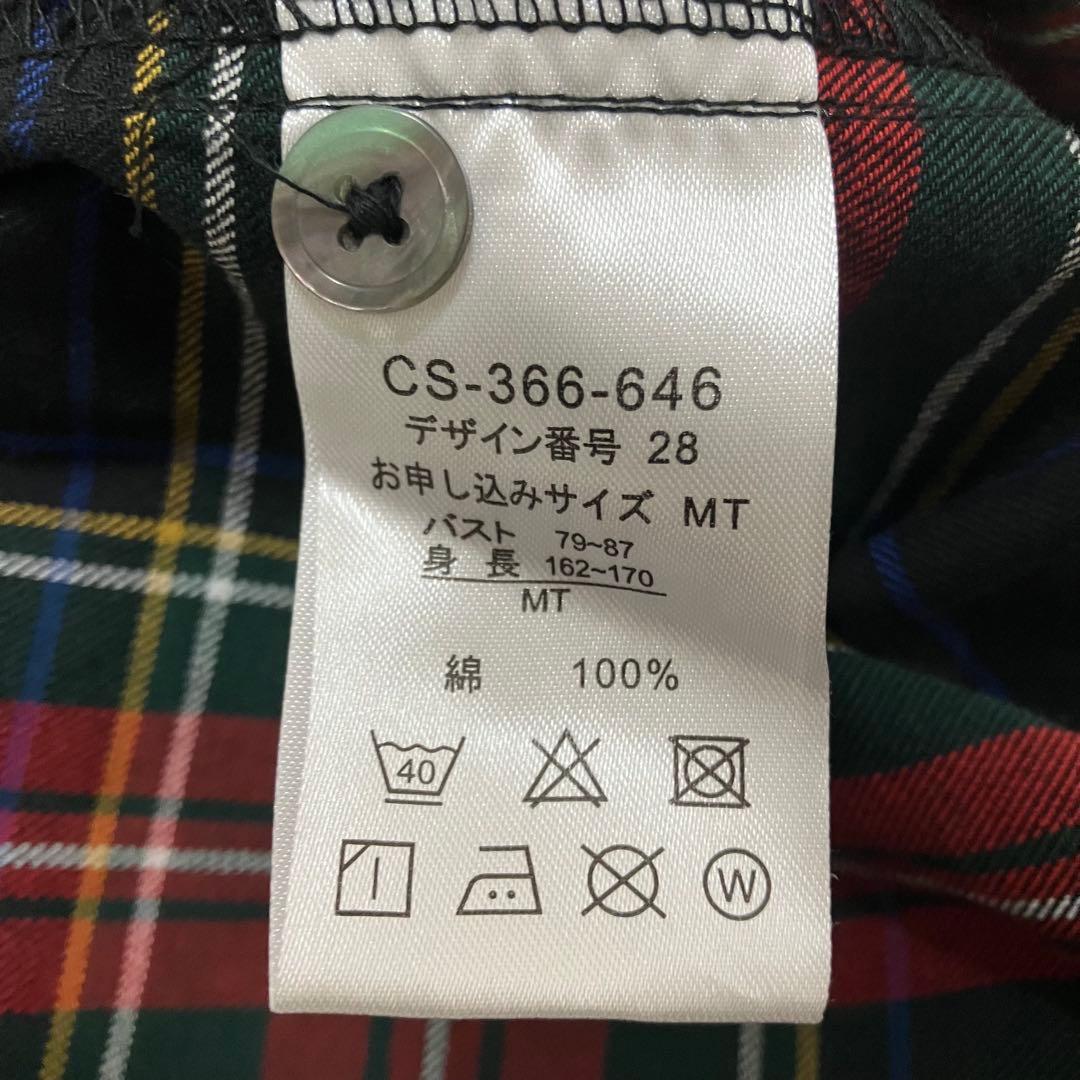 CS-366-646
デザイン番号 28
お申し込みサイズ MT
バスト 79~87
身長 162~170
MT
綿 100%
40
W